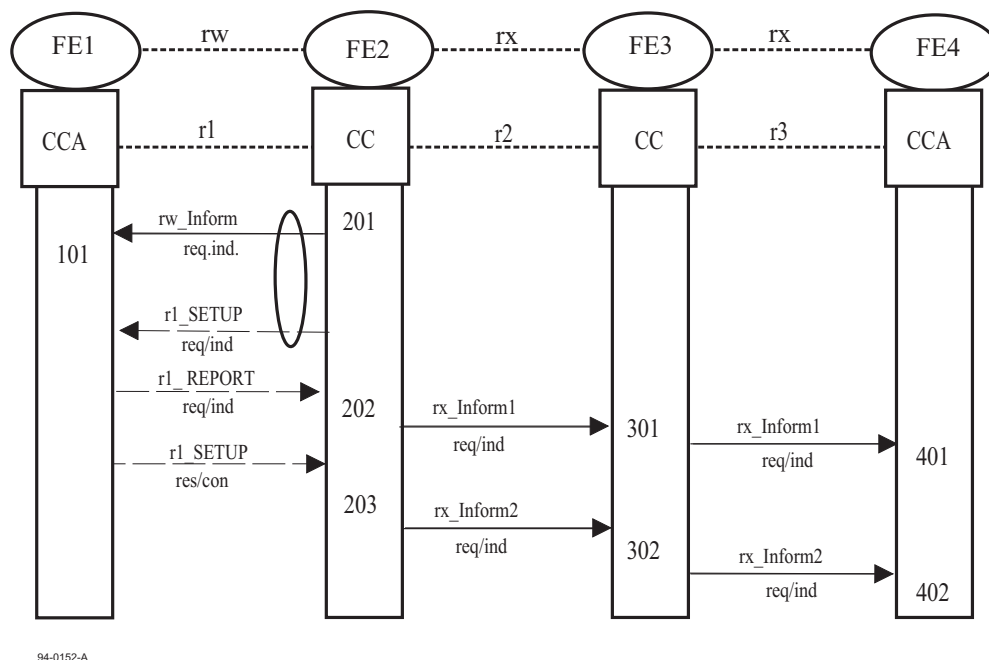 FE1 rw FE2 rx FE3 rx FE4
CCA r1 CC r2 CC r3 CCA
rw_Inform
req.ind.
201
101
r1_SETUP
req/ind
r1_ REPORT
req/ind
202
rx_Inform1
req/ind
301
rx_Inform1
req/ind
401
r1_SETUP
res/con
203
rx_Inform2
req/ind
302
rx_Inform2
req/ind
402
94-0152-A